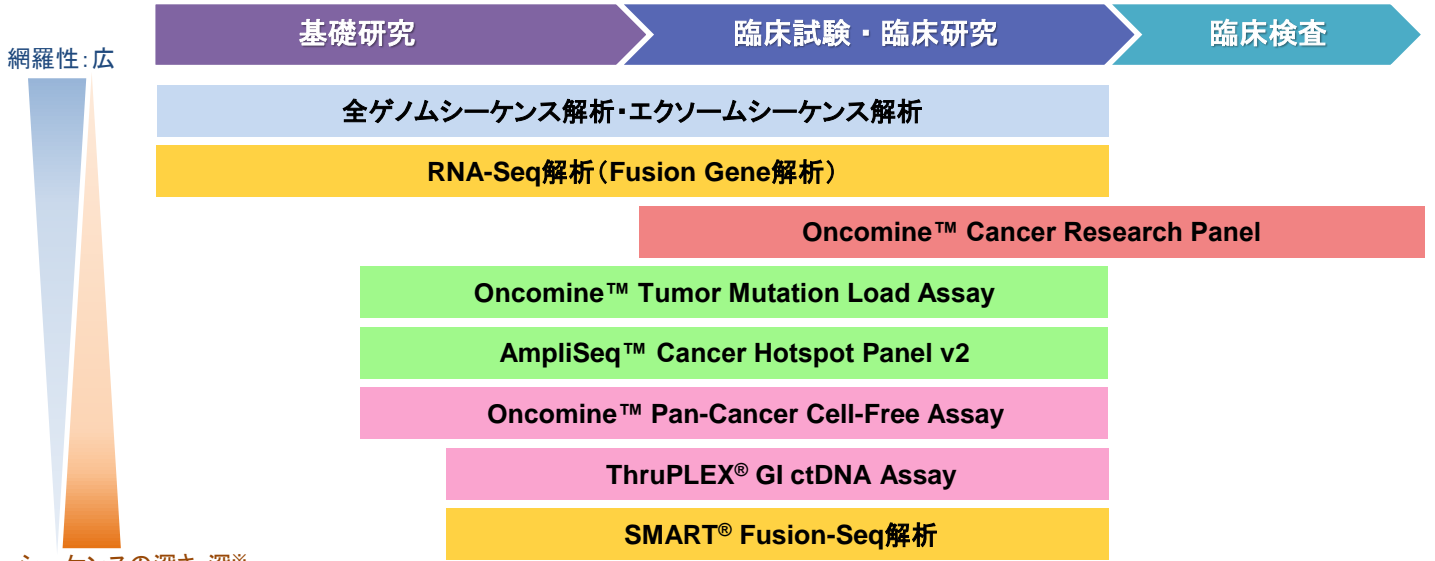 基礎研究
臨床試験・臨床研究
臨床検査
網羅性：広
全ゲノムシーケンス解析・エクソームシーケンス解析
RNA-Seq解析（Fusion Gene解析）
Oncomine™ Cancer Research Panel
Oncomine™ Tumor Mutation Load Assay
AmpliSeq™ Cancer Hotspot Panel v2
Oncomine™ Pan-Cancer Cell-Free Assay
ThruPLEX® GI ctDNA Assay
SMART® Fusion-Seq解析